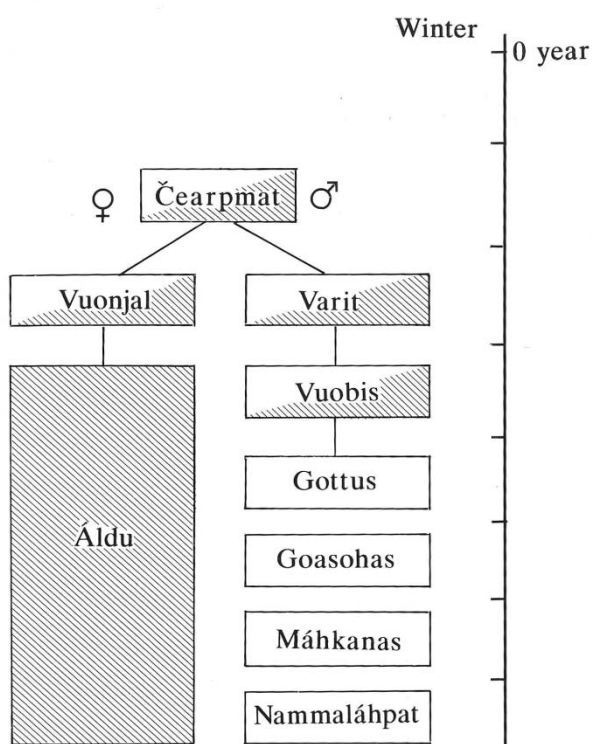 Winter
0 year
♀ Čearpmat ♂
Vuonjal
Varit
Vuobis
Gottus
Áldu
Goasohas
Máhkanas
Nammaláhpat